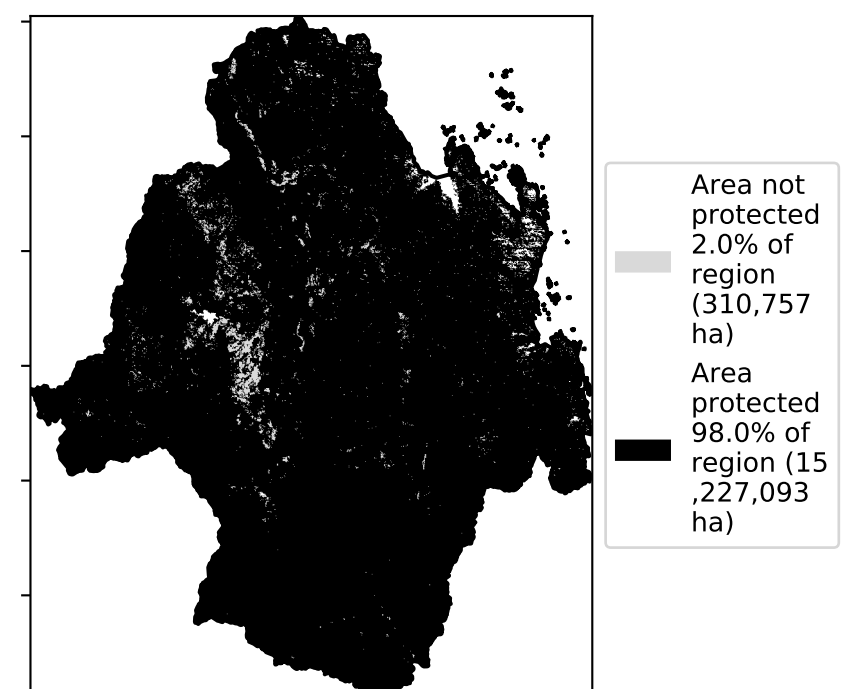 Area not
protected
2.0% of
region
(310,757
ha)
Area
protected
98.0% of
region (15
,227,093
ha)